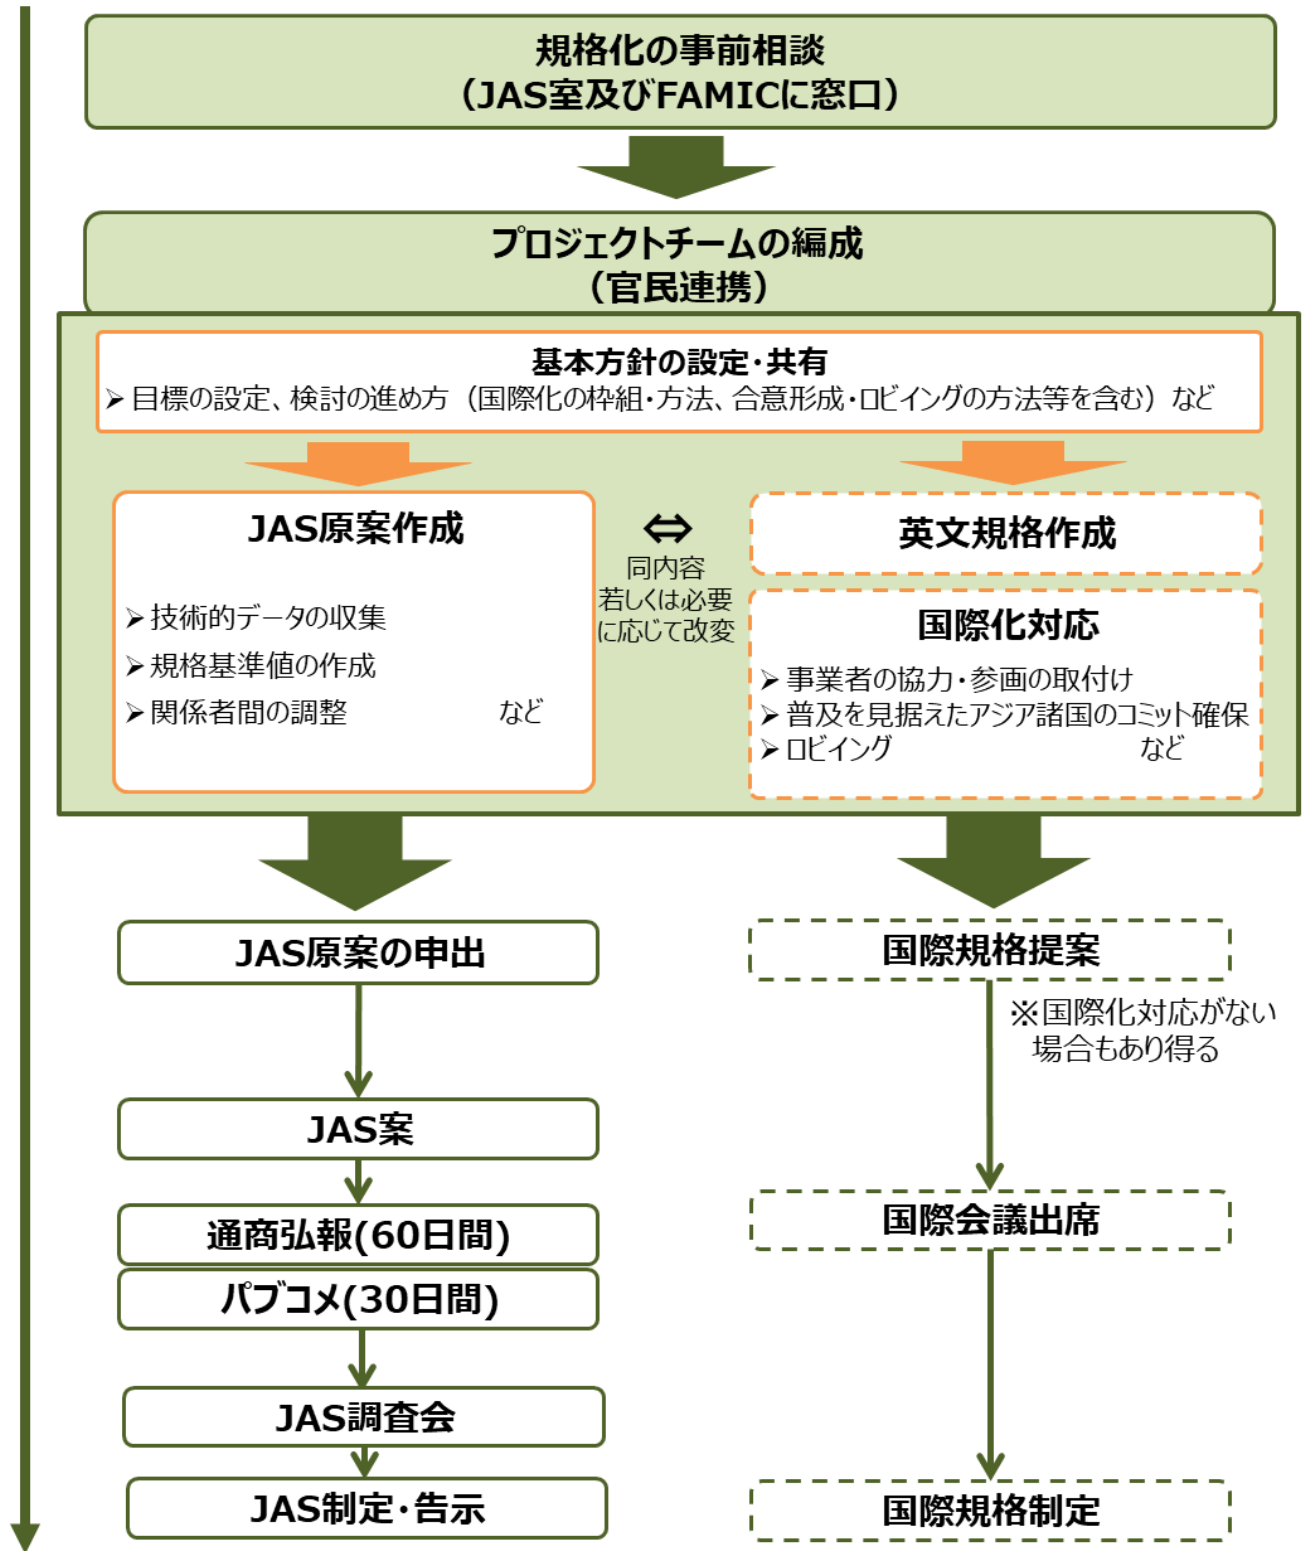 規格化の事前相談
（JAS室及びFAMICに窓口）
プロジェクトチームの編成
（官民連携）
基本方針の設定・共有
➢目標の設定、検討の進め方（国際化の枠組・方法、合意形成・ロビイングの方法等を含む）など
JAS原案作成
➢技術的データの収集
➢規格基準値の作成
➢関係者間の調整 など
⇔
同内容
若しくは必要
に応じて改変
英文規格作成
国際化対応
➢事業者の協力・参画の取付け
➢普及を見据えたアジア諸国のコミット確保
➢ロビイング など
JAS原案の申出
JAS案
通商弘報(60日間)
パブコメ(30日間)
JAS調査会
JAS制定・告示
国際規格提案
※国際化対応がない
場合もあり得る
国際会議出席
国際規格制定